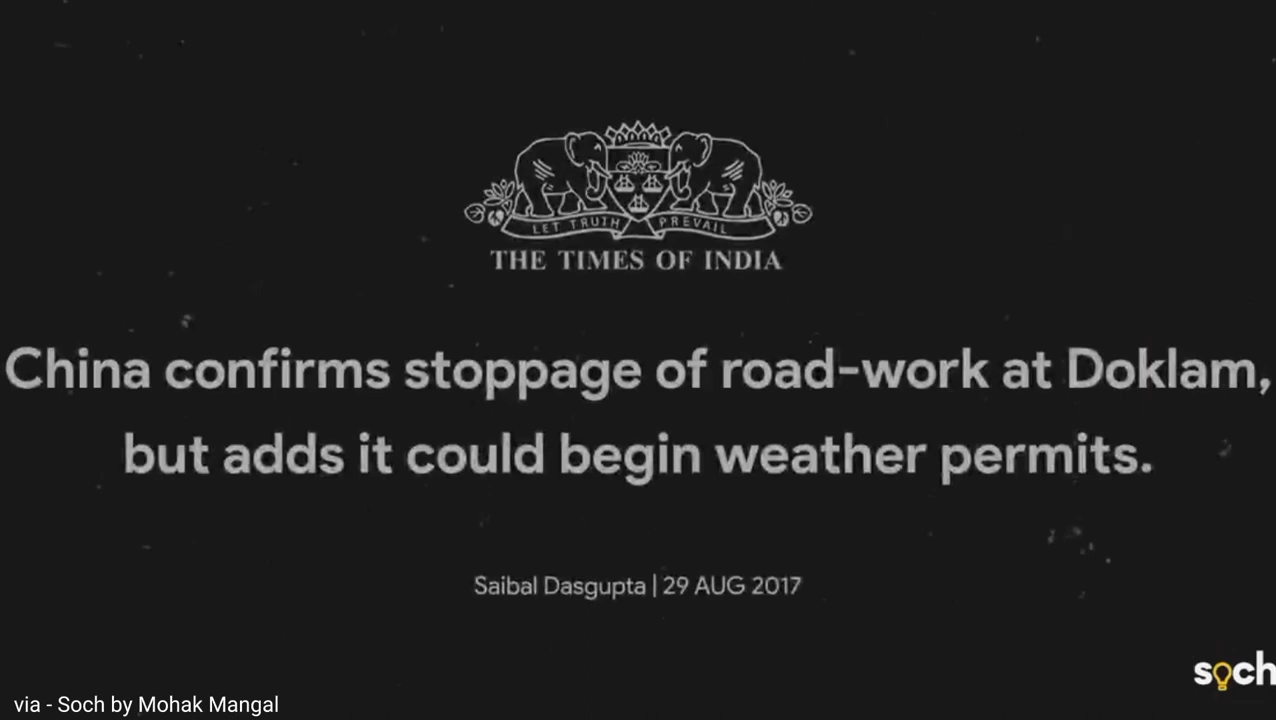 LET TRUTH PREVAIL
THE TIMES OF INDIA
China confirms stoppage of road-work at Doklam,
but adds it could begin weather permits.
Saibal Dasgupta | 29 AUG 2017
soch
via - Soch by Mohak Mangal